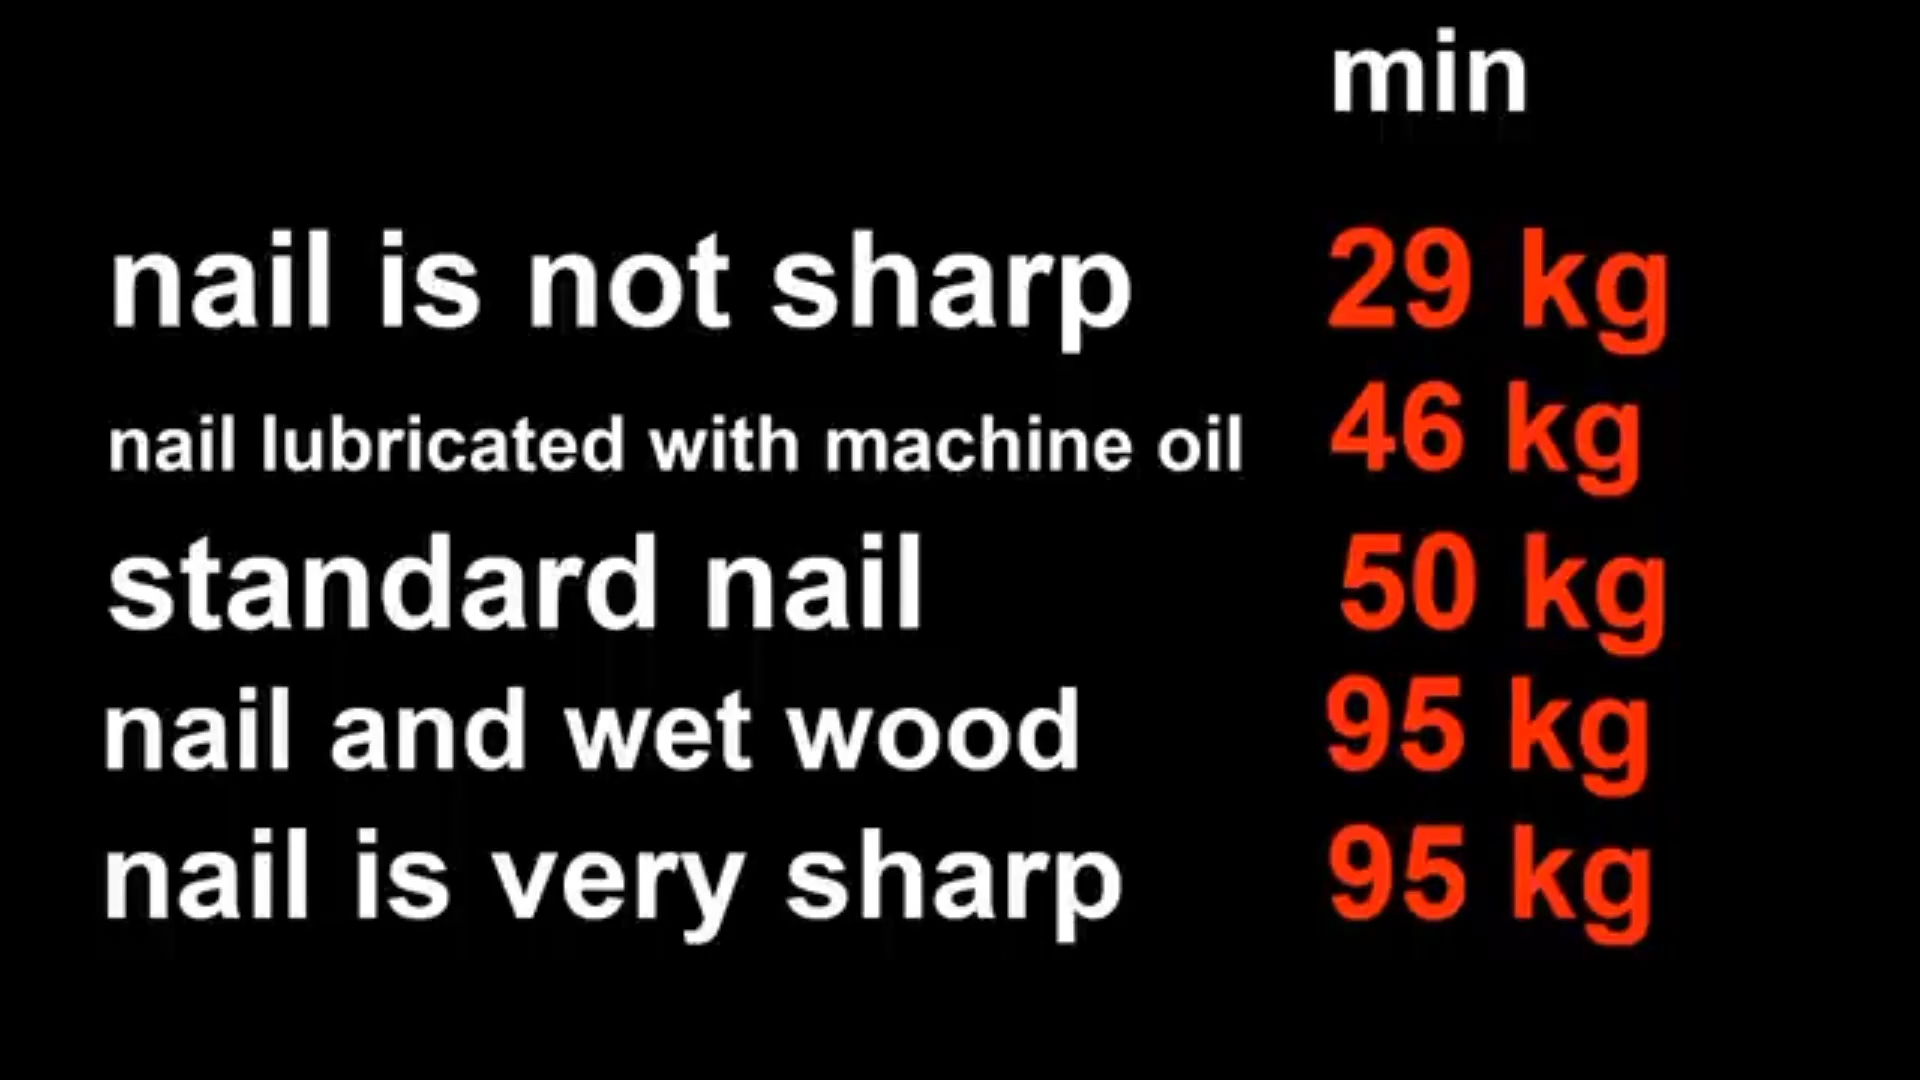 min
nail is not sharp 29 kg
nail lubricated with machine oil 46 kg
standard nail 50 kg
nail and wet wood 95 kg
nail is very sharp 95 kg